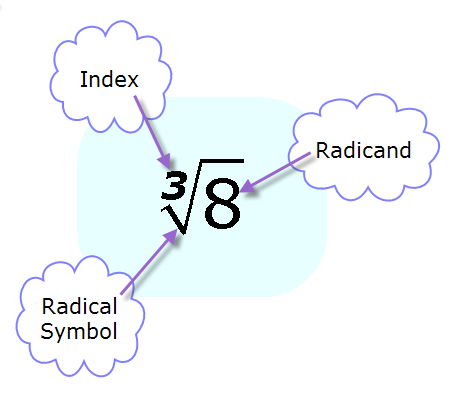 Index
Radicand
∛8
Radical
Symbol